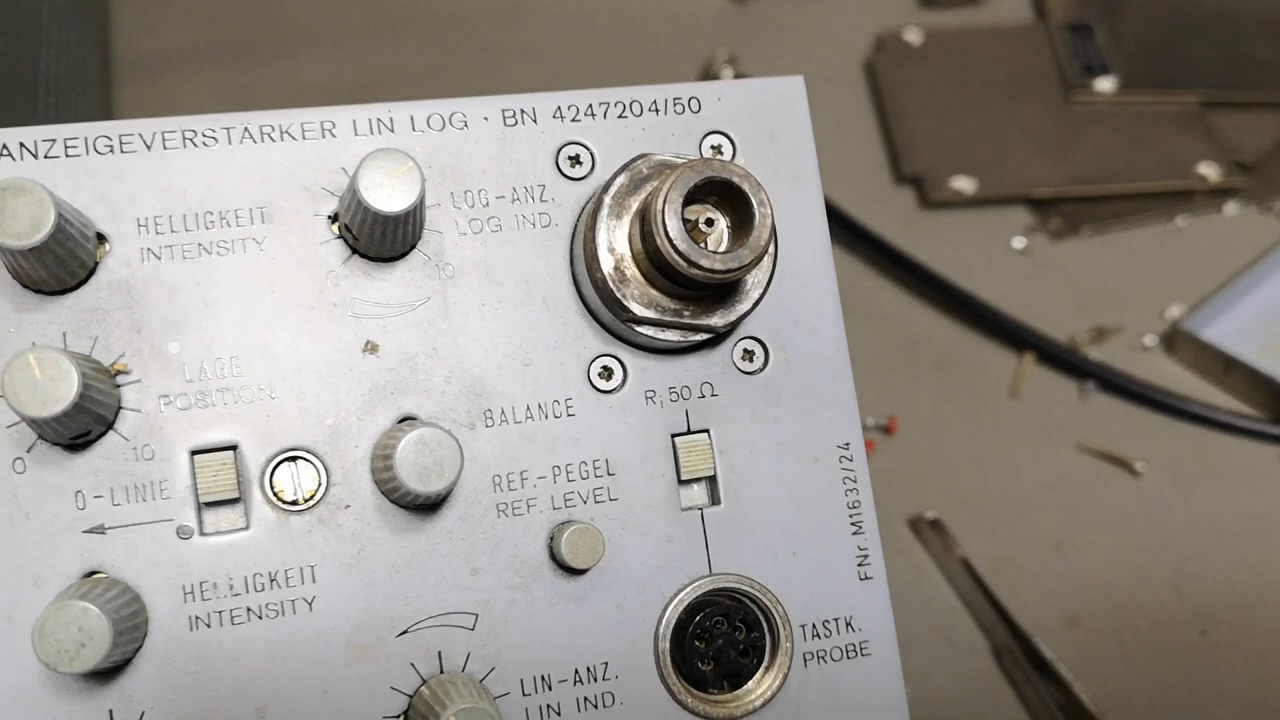 ANZEIGEVERSTÄRKER LIN LOG · BN 4247204/50
HELLIGKEIT
INTENSITY
LOG-ANZ.
LOG IND.
0
10
LAGE
POSITION
0
10
0-LINIE
BALANCE
REF.-PEGEL
REF. LEVEL
Ri 50 Ω
HELLIGKEIT
INTENSITY
LIN-ANZ.
LIN IND.
TASTK.
PROBE
FNr. M1632/24